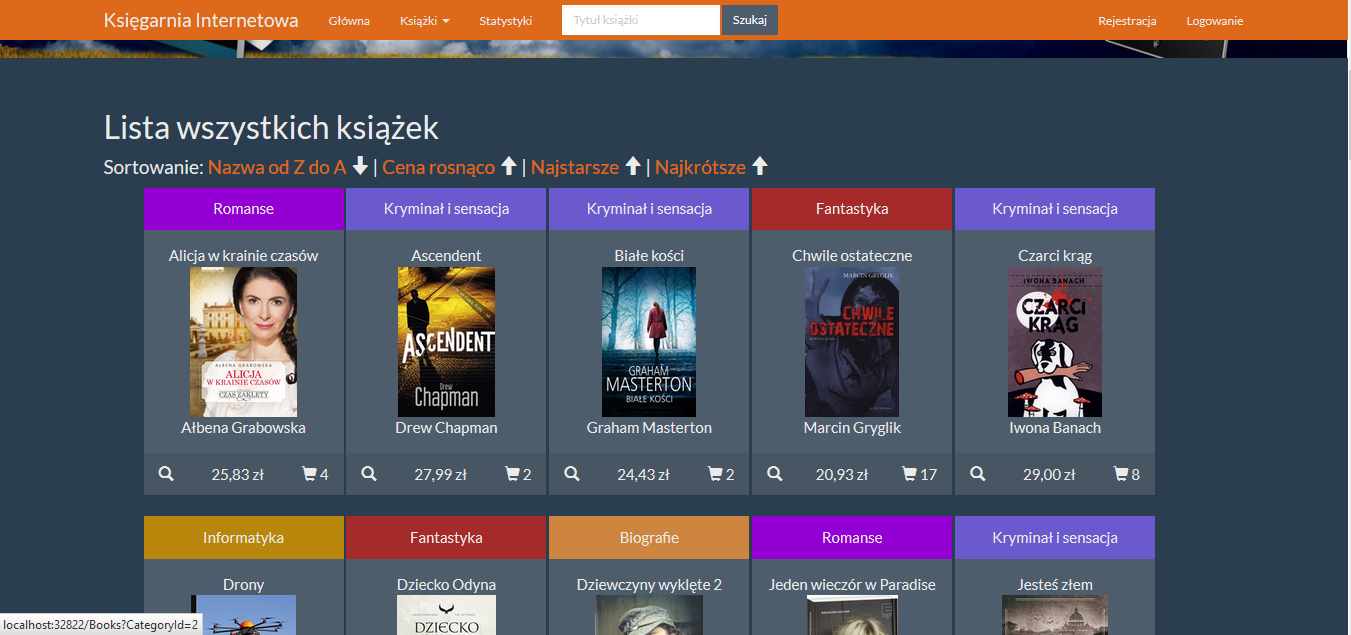 Księgarnia Internetowa Główna Książki Statystyki Tytuł książki Szukaj Rejestracja Logowanie
Lista wszystkich książek
Sortowanie: Nazwa od Z do A | Cena rosnąco | Najstarsze | Najkrótsze
Romanse Kryminał i sensacja Kryminał i sensacja Fantastyka Kryminał i sensacja
Alicja w krainie czasów Ascendent Białe kości Chwile ostateczne Czarci krąg
ALBENA GRABOWSKA
ALICJA
W KRAINIE CZASÓW
CZAS ZAKLĘTY
ASCENDENT
Drew
Chapman
GRAHAM
MASTERTON
BIAŁE KOŚCI
MARCIN GRYGLIK
CHWILE
OSTATECZNE
IWONA BANACH
CZARCI
KRĄG
Ałbena Grabowska Drew Chapman Graham Masterton Marcin Gryglik Iwona Banach
25,83 zł 4 27,99 zł 2 24,43 zł 2 20,93 zł 17 29,00 zł 8
Informatyka Fantastyka Biografie Romanse Kryminał i sensacja
Drony Dziecko Odyna Dziewczyny wyklęte 2 Jeden wieczór w Paradise Jesteś złem
DZIECKO
localhost:32822/Books?CategoryId=2